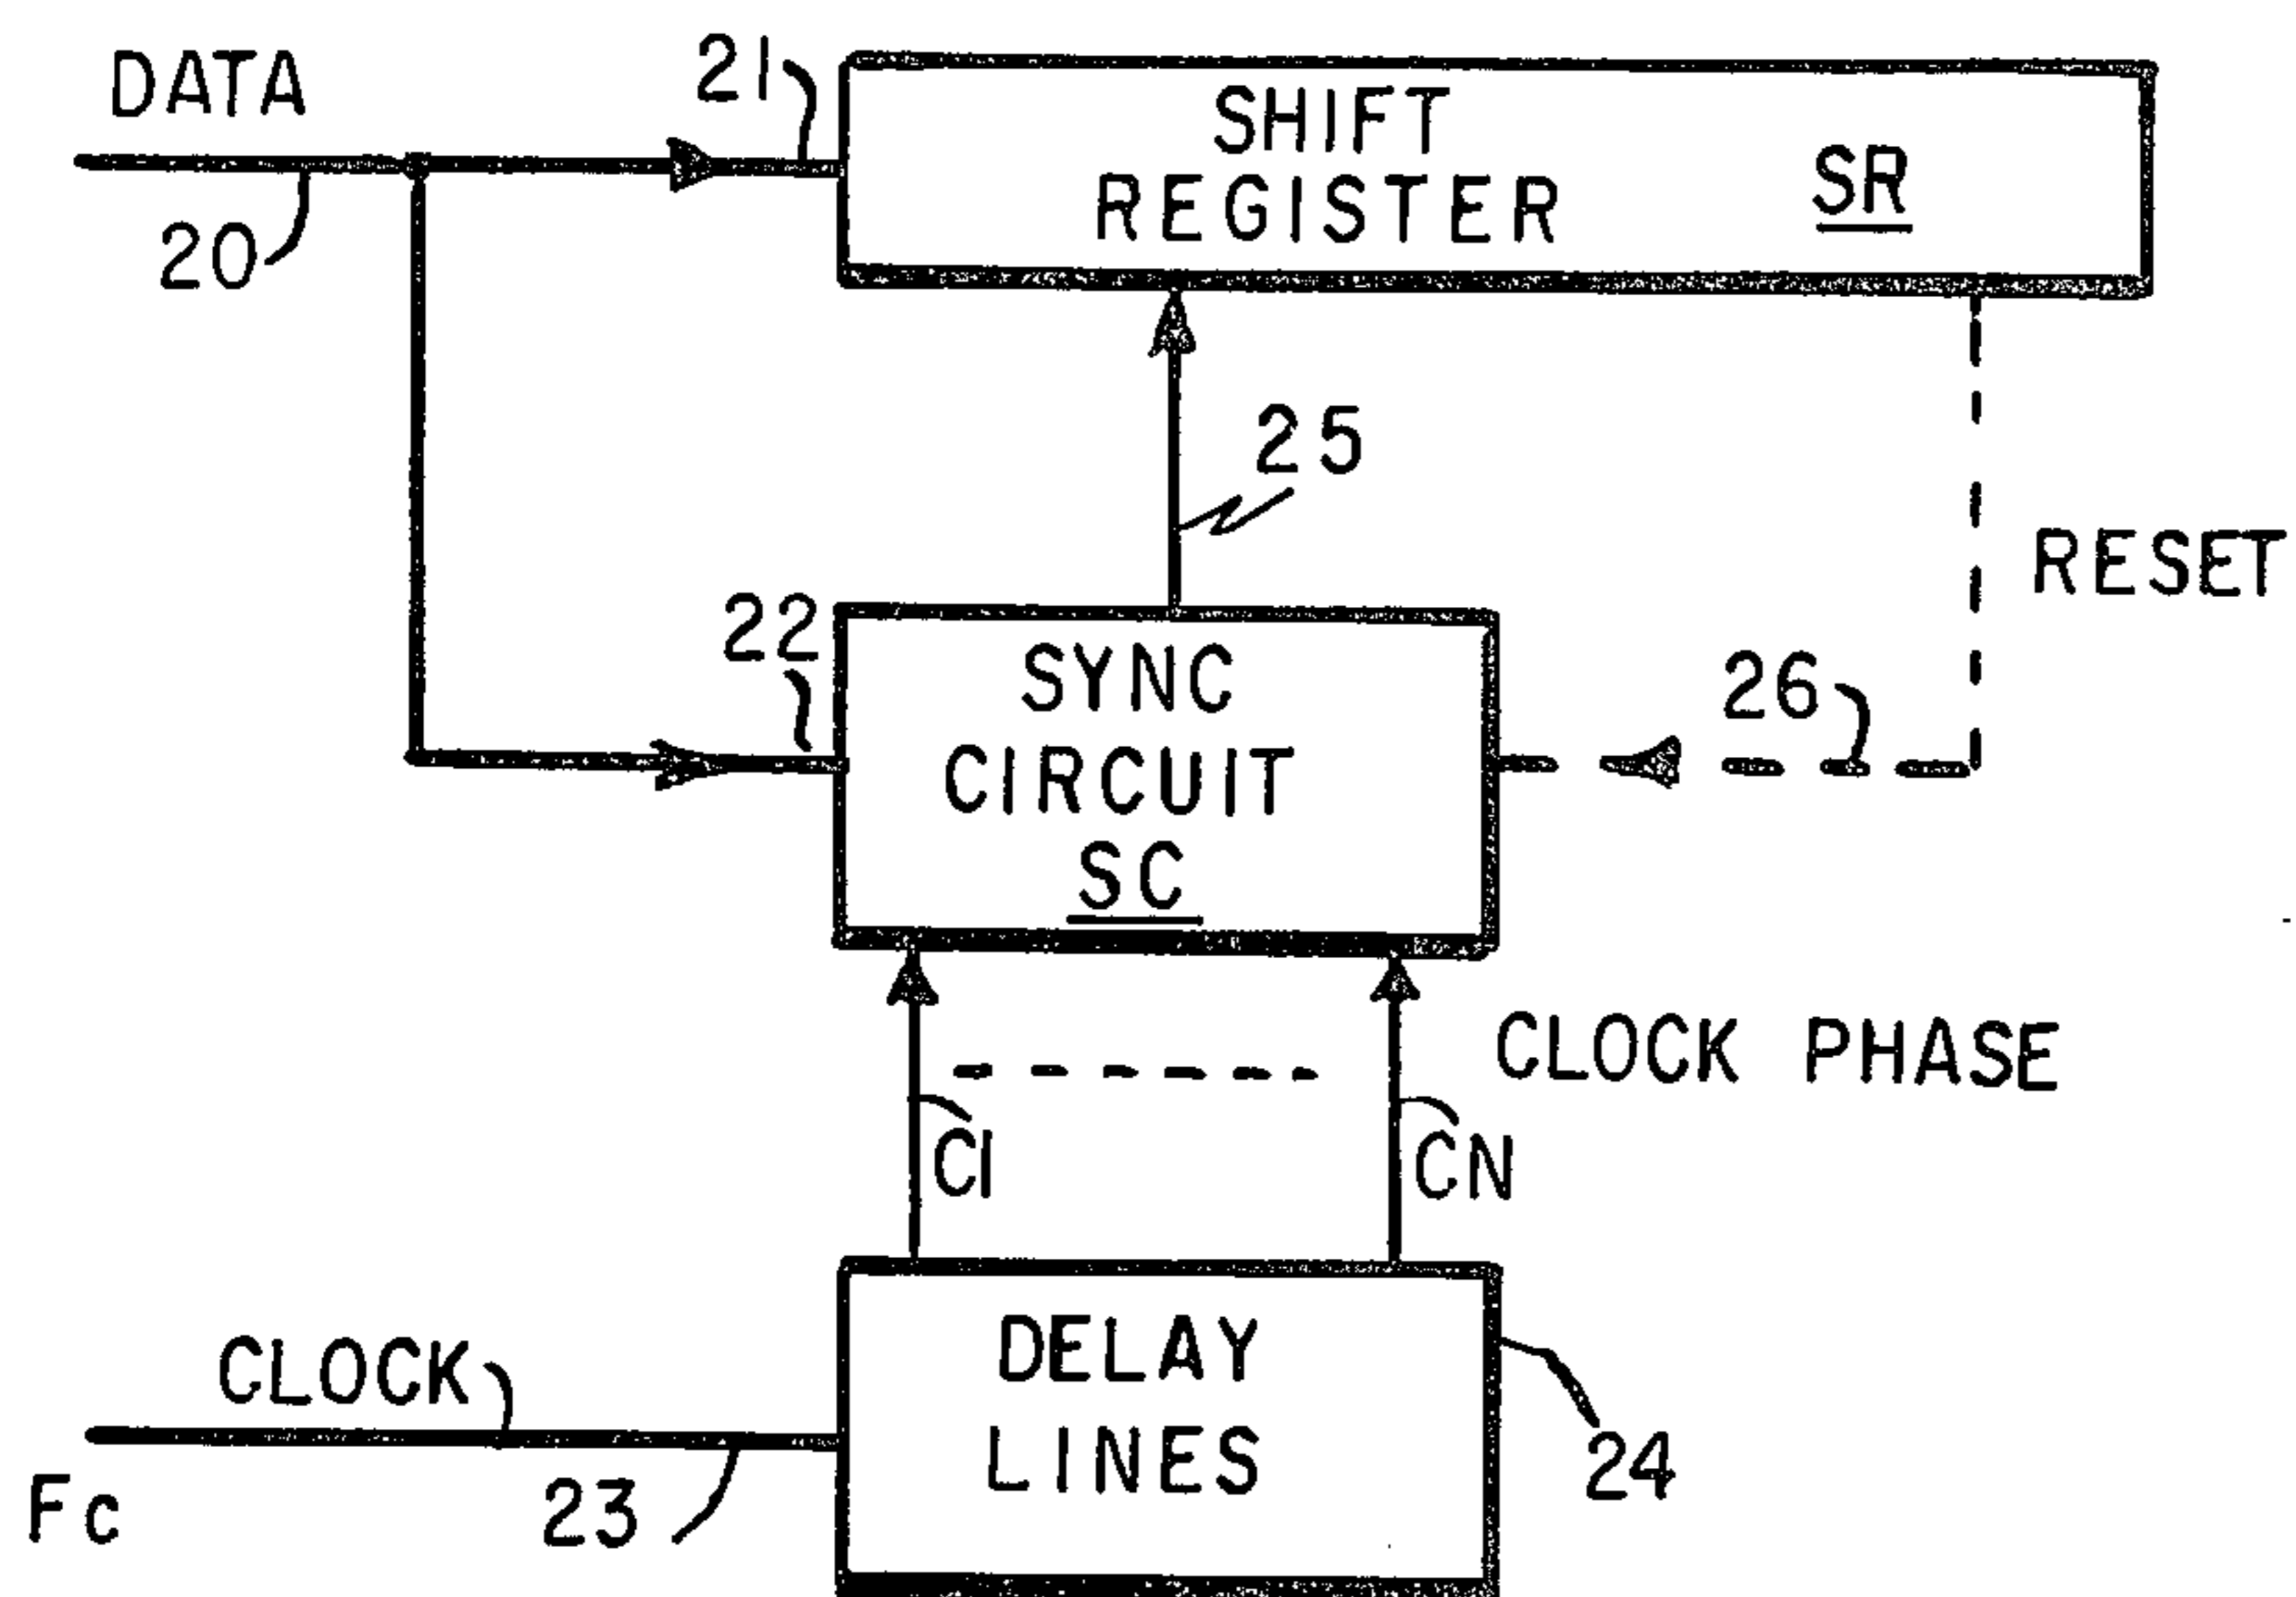 DATA
21
SHIFT
REGISTER
SR
20
25
RESET
22
SYNC
CIRCUIT
SC
26
CLOCK PHASE
C1
CN
CLOCK
DELAY
LINES
24
Fc
23